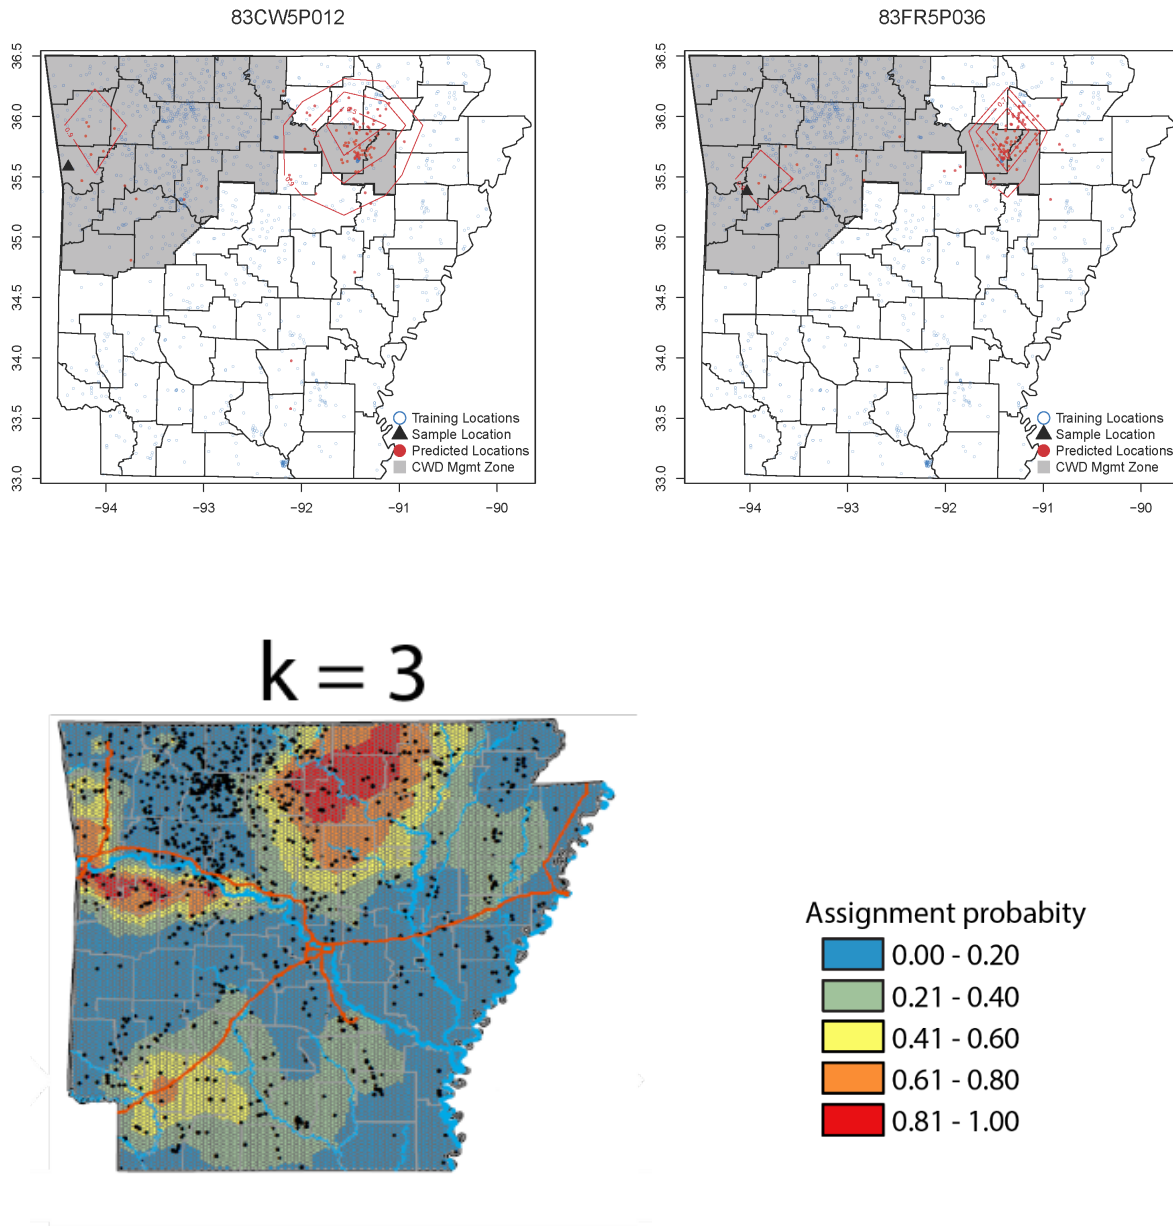 83CW5P012
83FR5P036
36.5
36.0
35.5
35.0
34.5
34.0
33.5
33.0
−94
−93
−92
−91
−90
Training Locations
Sample Location
Predicted Locations
CWD Mgmt Zone
36.5
36.0
35.5
35.0
34.5
34.0
33.5
33.0
−94
−93
−92
−91
−90
Training Locations
Sample Location
Predicted Locations
CWD Mgmt Zone
k = 3
Assignment probabity
0.00 - 0.20
0.21 - 0.40
0.41 - 0.60
0.61 - 0.80
0.81 - 1.00